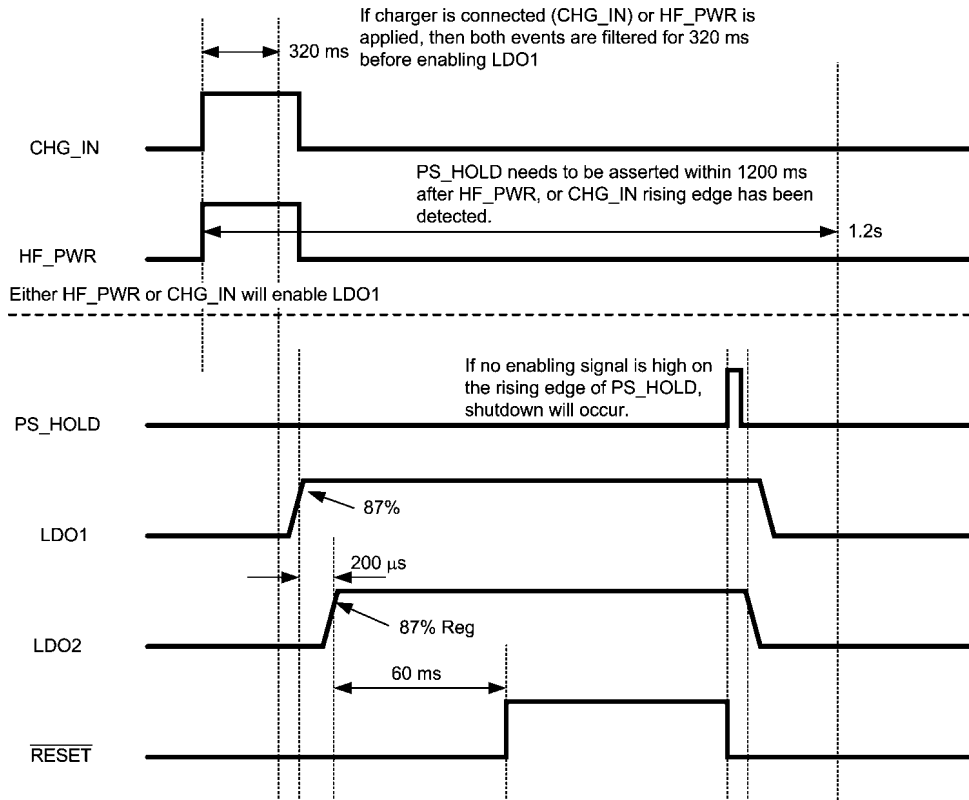 If charger is connected (CHG_IN) or HF_PWR is
applied, then both events are filtered for 320 ms
before enabling LDO1
320 ms
CHG_IN
PS_HOLD needs to be asserted within 1200 ms
after HF_PWR, or CHG_IN rising edge has been
detected.
1.2s
HF_PWR
Either HF_PWR or CHG_IN will enable LDO1
If no enabling signal is high on
the rising edge of PS_HOLD,
shutdown will occur.
PS_HOLD
87%
LDO1
200 µs
87% Reg
LDO2
60 ms
RESET